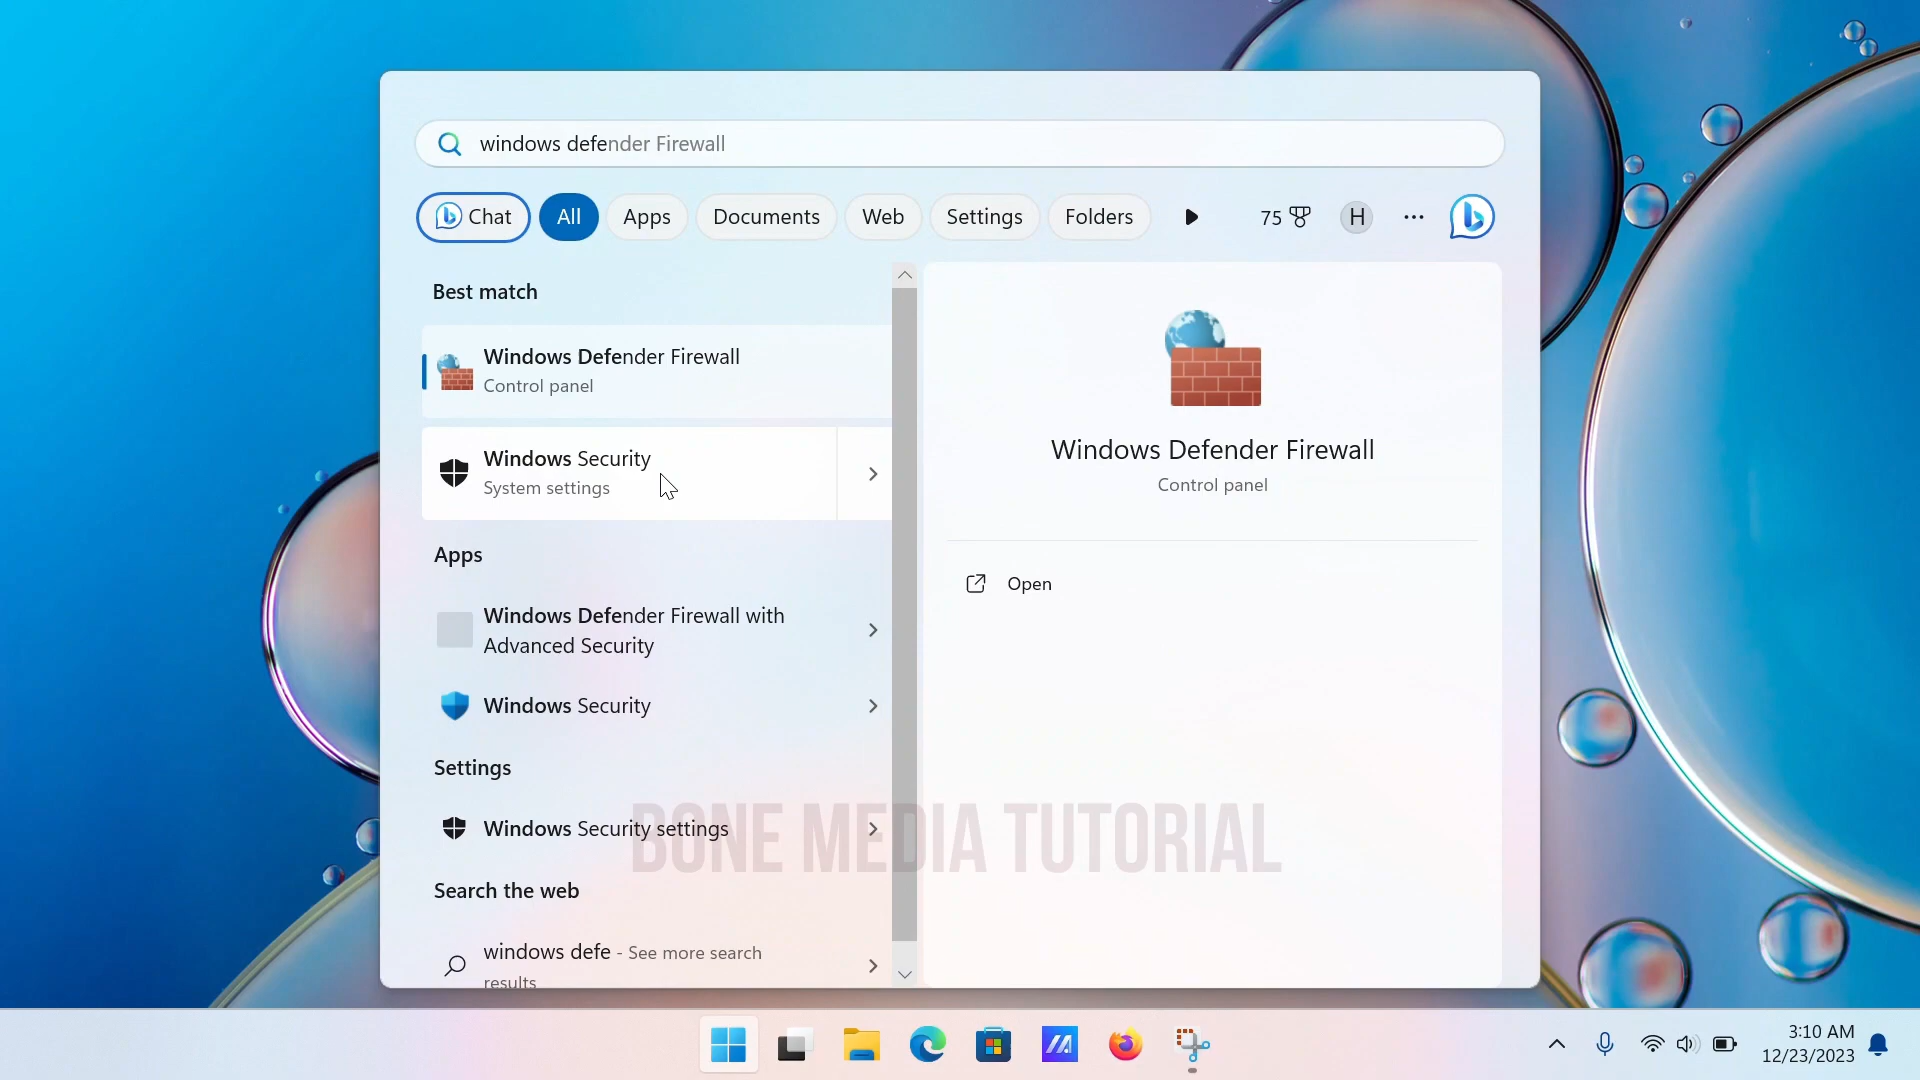 windows defender Firewall
Chat
All
Apps
Documents
Web
Settings
Folders
75
H
Best match
Windows Defender Firewall
Control panel
Windows Security
System settings
Apps
Windows Defender Firewall with
Advanced Security
Windows Security
Settings
Windows Security settings
Search the web
windows defe - See more search
results
Windows Defender Firewall
Control panel
Open
BONE MEDIA TUTORIAL
3:10 AM
12/23/2023